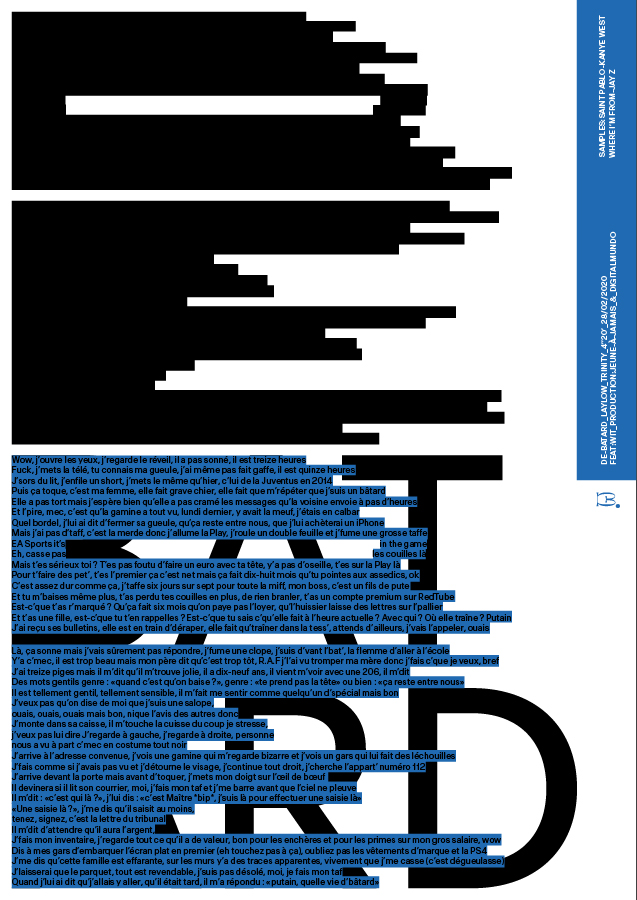 Wow, j'ouvre les yeux, j'regarde le réveil, il a pas sonné, il est treize heures
Fuck, j'mets la télé, tu connais ma gueule, j'ai même pas fait gaffe, il est quinze heures
J'sors du lit, j'enfile un short, j'mets le même qu'hier, c'lui de la Juventus en 2014
Puis ça toque, c'est ma femme, elle fait grave chier, elle fait que m'répéter que j'suis un bâtard
Elle a pas tort mais j'espère bien qu'elle a pas cramé les messages qu'la voisine envoie à pas d'heures
Et l'pire, mec, c'est qu'la gamine a tout vu, lundi dernier, y avait la meuf, j'étais en calbar
Quel bordel, j'lui ai dit d'fermer sa gueule, qu'ça reste entre nous, que j'lui achèterai un iPhone
Mais j'ai pas d'taff, c'est la merde donc j'allume la Play, j'roule un double feuille et j'fume une grosse taffe
EA Sports it's in the game
Eh, casse pas les couilles là
Mais t'es sérieux toi ? T'es pas foutu d'faire un euro avec ta tête, y'a pas d'oseille, t'es sur la Play là
Pour t'faire des pet', t'es l'premier ça c'est net mais ça fait dix-huit mois qu'tu pointes aux assedics, ok
C'est assez dur comme ça, j'taffe six jours sur sept pour toute la miff, mon boss, c'est un fils de pute
Et tu m'baises même plus, t'as perdu tes couilles en plus, de rien branler, t'as un compte premium sur RedTube
Est-c'que t'as r'marqué ? Qu'ça fait six mois qu'on paye pas l'loyer, qu'l'huissier laisse des lettres sur l'pallier
Et t'as une fille, est-c'que tu t'en rappelles ? Est-c'que tu sais c'qu'elle fait à l'heure actuelle ? Avec qui ? Où elle traîne ? Putain
J'ai reçu ses bulletins, elle est en train d'déraper, elle fait qu'traîner dans la tess', attends d'ailleurs, j'vais l'appeler, ouais
Là, ça sonne mais j'vais sûrement pas répondre, j'fume une clope, j'suis d'vant l'bat', la flemme d'aller à l'école
Y'a c'mec, il est trop beau mais mon père dit qu'c'est trop tôt, R.A.F j'l'ai vu tromper ma mère donc j'fais c'que je veux, bref
J'ai treize piges mais il m'dit qu'il m'trouve jolie, il a dix-neuf ans, il vient m'voir avec une 206, il m'dit
Des mots gentils genre : «quand c'est qu'on baise ?», genre : «te prend pas la tête» ou bien : «ça reste entre nous»
Il est tellement gentil, tellement sensible, il m'fait me sentir comme quelqu'un d'spécial mais bon
J'veux pas qu'on dise de moi que j'suis une salope,
ouais, ouais, ouais mais bon, nique l'avis des autres donc
J'monte dans sa caisse, il m'touche la cuisse du coup je stresse,
j'veux pas lui dire J'regarde à gauche, j'regarde à droite, personne
nous a vu à part c'mec en costume tout noir
J'arrive à l'adresse convenue, j'vois une gamine qui m'regarde bizarre et j'vois un gars qui lui fait des léchouilles
J'fais comme si j'avais pas vu et j'détourne le visage, j'continue tout droit, j'cherche l'appart' numéro 112
J'arrive devant la porte mais avant d'toquer, j'mets mon doigt sur l'œil de bœuf
Il devinera si il lit son courrier, moi, j'fais mon taf et j'me barre avant que l'ciel ne pleuve
Il m'dit : «c'est qui là ?», j'lui dis : «c'est Maître *bip*, j'suis là pour effectuer une saisie là»
«Une saisie là ?», j'me dis qu'il saisit au moins,
tenez, signez, c'est la lettre du tribunal
Il m'dit d'attendre qu'il aura l'argent,
J'fais mon inventaire, j'regarde tout ce qu'il a de valeur, bon pour les enchères et pour les primes sur mon gros salaire, wow
Dis à mes gars d'embarquer l'écran plat en premier (eh touchez pas à ça), oubliez pas les vêtements d'marque et la PS4
J'me dis qu'cette famille est effarante, sur les murs y'a des traces apparentes, vivement que j'me casse (c'est dégueulasse)
J'laisserai que le parquet, tout est revendable, j'suis pas désolé, moi, je fais mon taf
Quand j'lui ai dit qu'j'allais y aller, qu'il était tard, il m'a répondu : «putain, quelle vie d'bâtard»
BATARD
SAMPLES:SAINT PABLO-KANYE WEST
WHERE I'M FROM-JAY Z
DE-BATARD_LAYLOW_TRINITY_4"20'_28/02/2020
FEAT:WIT_PRODUCTION:JEUNE-À-JAMAIS_&_DIGITALMUNDO